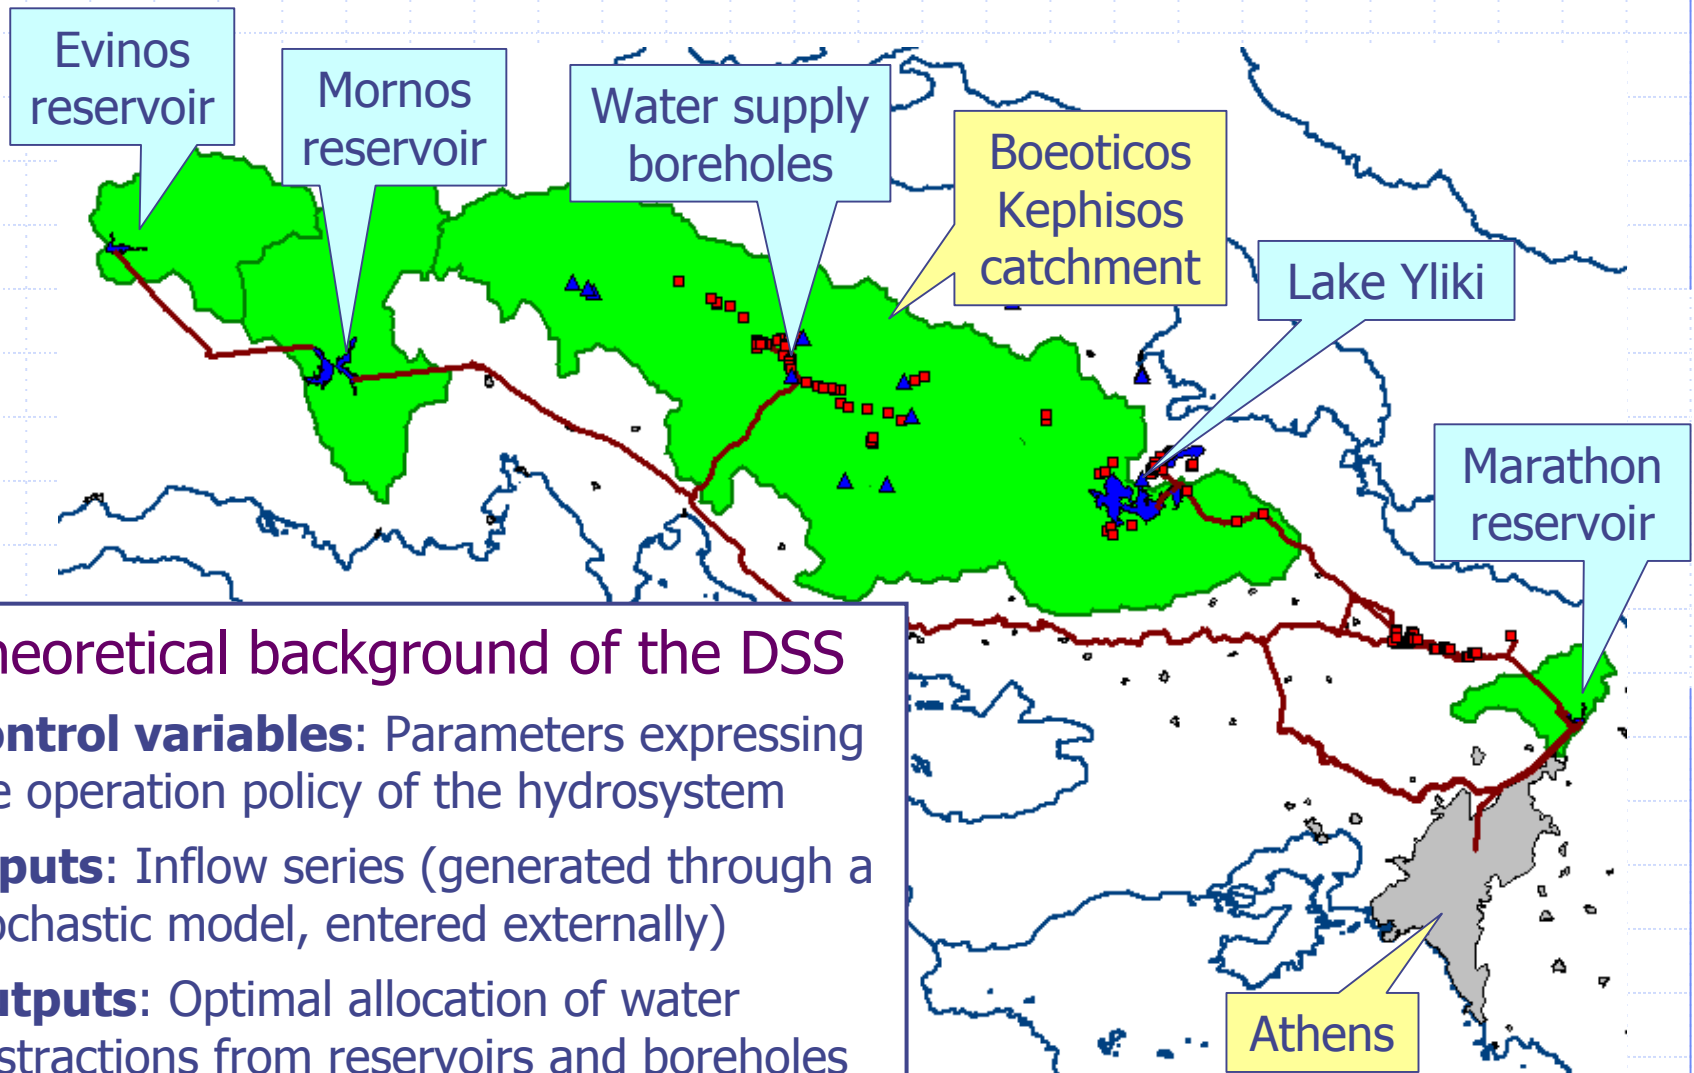 Evinos
reservoir
Mornos
reservoir
Water supply
boreholes
Boeoticos
Kephisos
catchment
Lake Yliki
Marathon
reservoir
Athens
heoretical background of the DSS
ontrol variables: Parameters expressing
e operation policy of the hydrosystem
puts: Inflow series (generated through a
ochastic model, entered externally)
utputs: Optimal allocation of water
stractions from reservoirs and boreholes